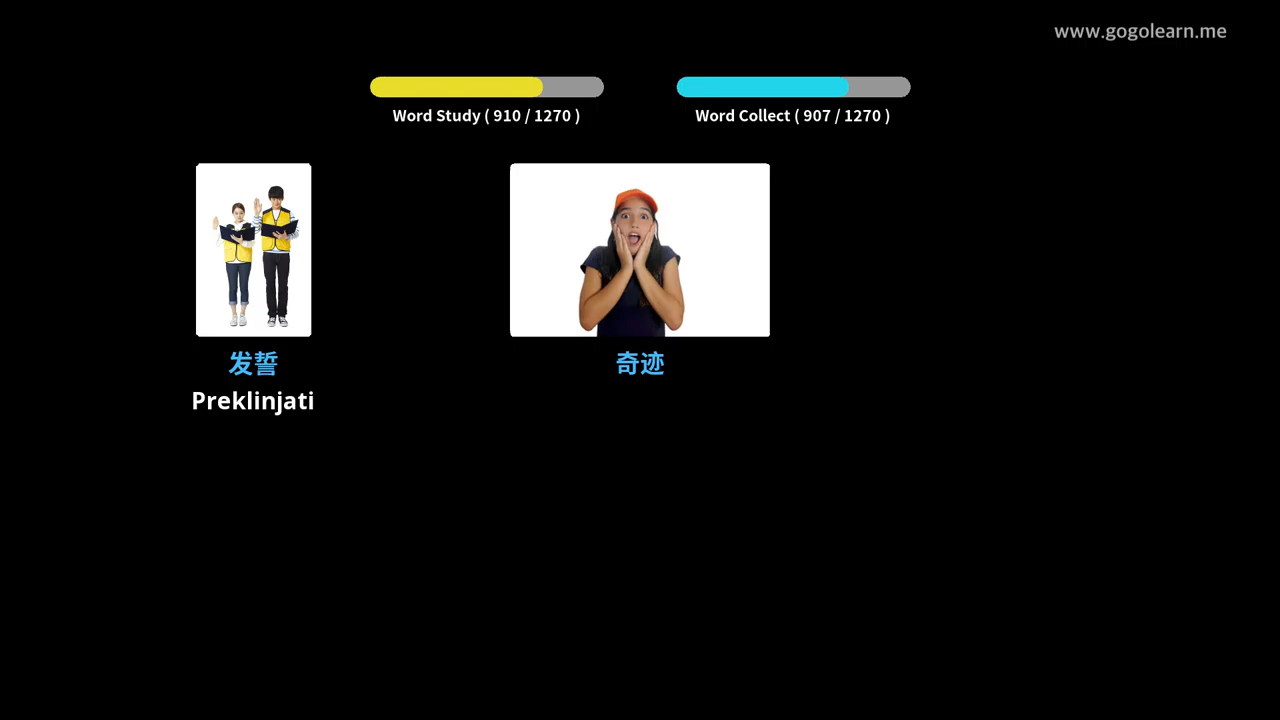 www.gogolearn.me
Word Study ( 910 / 1270 )
Word Collect ( 907 / 1270 )
发誓
奇迹
Preklinjati